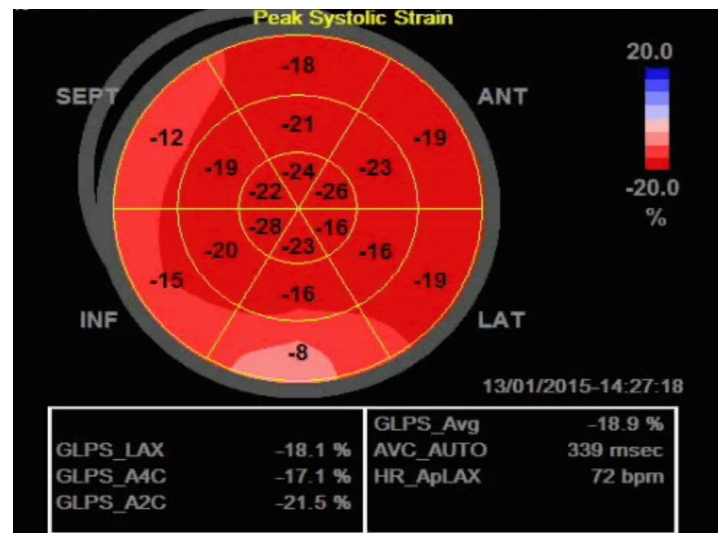 Peak Systolic Strain
20.0
-20.0
%
SEPT
ANT
INF
LAT
-18
-12
-19
-21
-19
-23
-24
-22
-26
-28
-16
-23
-20
-16
-15
-19
-16
-8
13/01/2015-14:27:18
GLPS_LAX -18.1 %
GLPS_A4C -17.1 %
GLPS_A2C -21.5 %
GLPS_Avg -18.9 %
AVC_AUTO 339 msec
HR_ApLAX 72 bpm